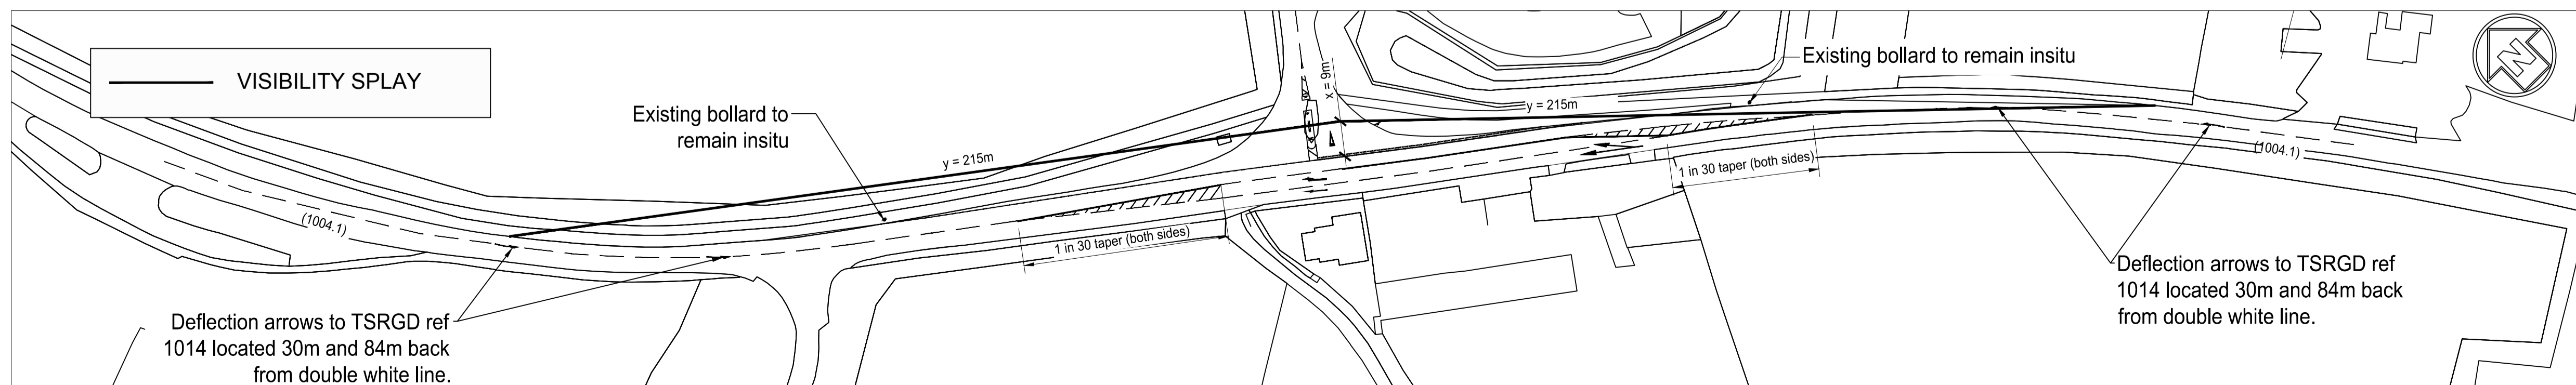 VISIBILITY SPLAY
Existing bollard to
remain insitu
x = 9m
y = 215m
Existing bollard to remain insitu
N
y = 215m
(1004.1)
1 in 30 taper (both sides)
1 in 30 taper (both sides)
(1004.1)
Deflection arrows to TSRGD ref
1014 located 30m and 84m back
from double white line.
Deflection arrows to TSRGD ref
1014 located 30m and 84m back
from double white line.